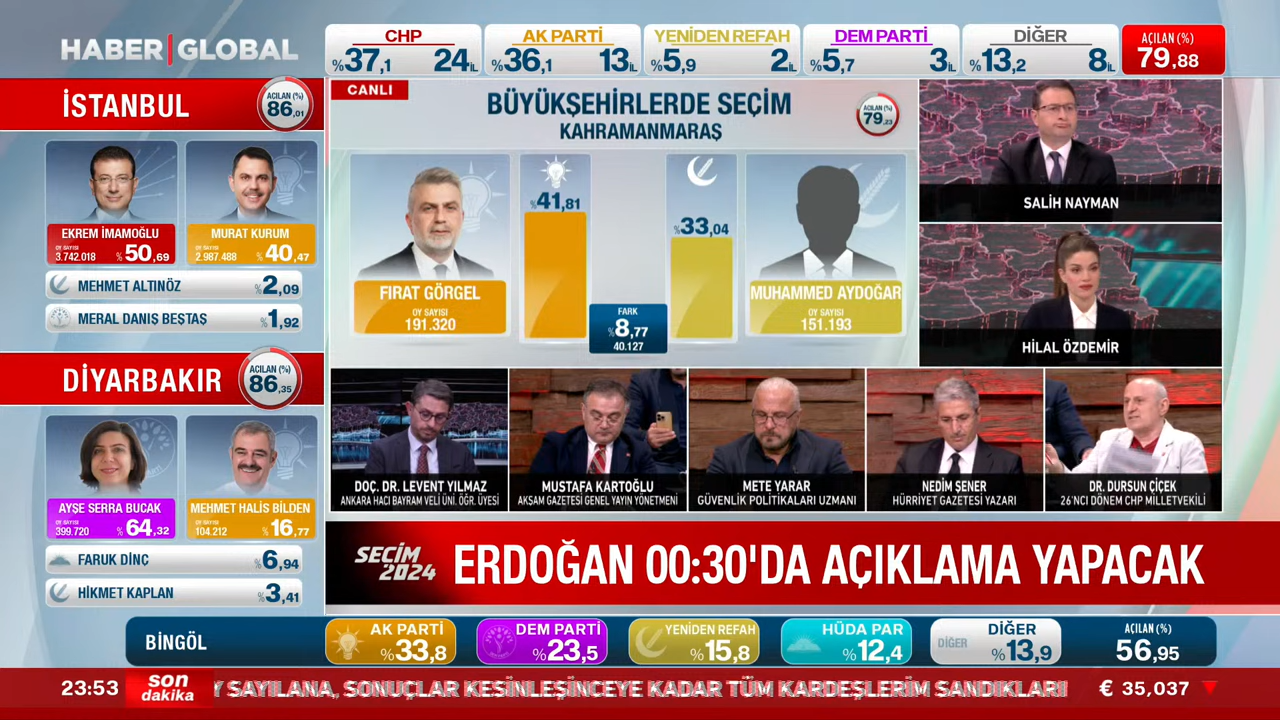 HABER GLOBAL
CHP
%37,1 24 İL
AK PARTİ
%36,1 13 İL
YENİDEN REFAH
%5,9 2 İL
DEM PARTİ
%5,7 3 İL
DİĞER
%13,2 8 İL
AÇILAN (%)
79,88
İSTANBUL
AÇILAN (%)
86,01
EKREM İMAMOĞLU
OY SAYISI
3.742.018 %50,69
MURAT KURUM
OY SAYISI
2.987.488 %40,47
MEHMET ALTINÖZ %2,09
MERAL DANIŞ BEŞTAŞ %1,92
DİYARBAKIR
AÇILAN (%)
86,35
AYŞE SERRA BUCAK
OY SAYISI
399.720 %64,32
MEHMET HALİS BİLDEN
OY SAYISI
104.212 %16,77
FARUK DİNÇ %6,94
HİKMET KAPLAN %3,41
CANLI
BÜYÜKŞEHİRLERDE SEÇİM
KAHRAMANMARAŞ
AÇILAN (%)
79,23
%41,81
%33,04
FIRAT GÖRGEL
OY SAYISI
191.320
FARK
%8,77
40.127
MUHAMMED AYDOĞAR
OY SAYISI
151.193
SALİH NAYMAN
HİLAL ÖZDEMİR
DOÇ. DR. LEVENT YILMAZ
ANKARA HACI BAYRAM VELİ ÜNİ. ÖĞR. ÜYESİ
MUSTAFA KARTOĞLU
AKŞAM GAZETESİ GENEL YAYIN YÖNETMENİ
METE YARAR
GÜVENLİK POLİTİKALARI UZMANI
NEDİM ŞENER
HÜRRİYET GAZETESİ YAZARI
DR. DURSUN ÇİÇEK
26'NCI DÖNEM CHP MİLLETVEKİLİ
SEÇİM
2024
ERDOĞAN 00:30'DA AÇIKLAMA YAPACAK
BİNGÖL
AK PARTİ
%33,8
DEM PARTİ
%23,5
YENİDEN REFAH
%15,8
HÜDA PAR
%12,4
DİĞER
DİĞER
%13,9
AÇILAN (%)
56,95
23:53
son
dakika
Y SAYILANA, SONUÇLAR KESİNLEŞİNCEYE KADAR TÜM KARDEŞLERİM SANDIKLARI
€ 35,037